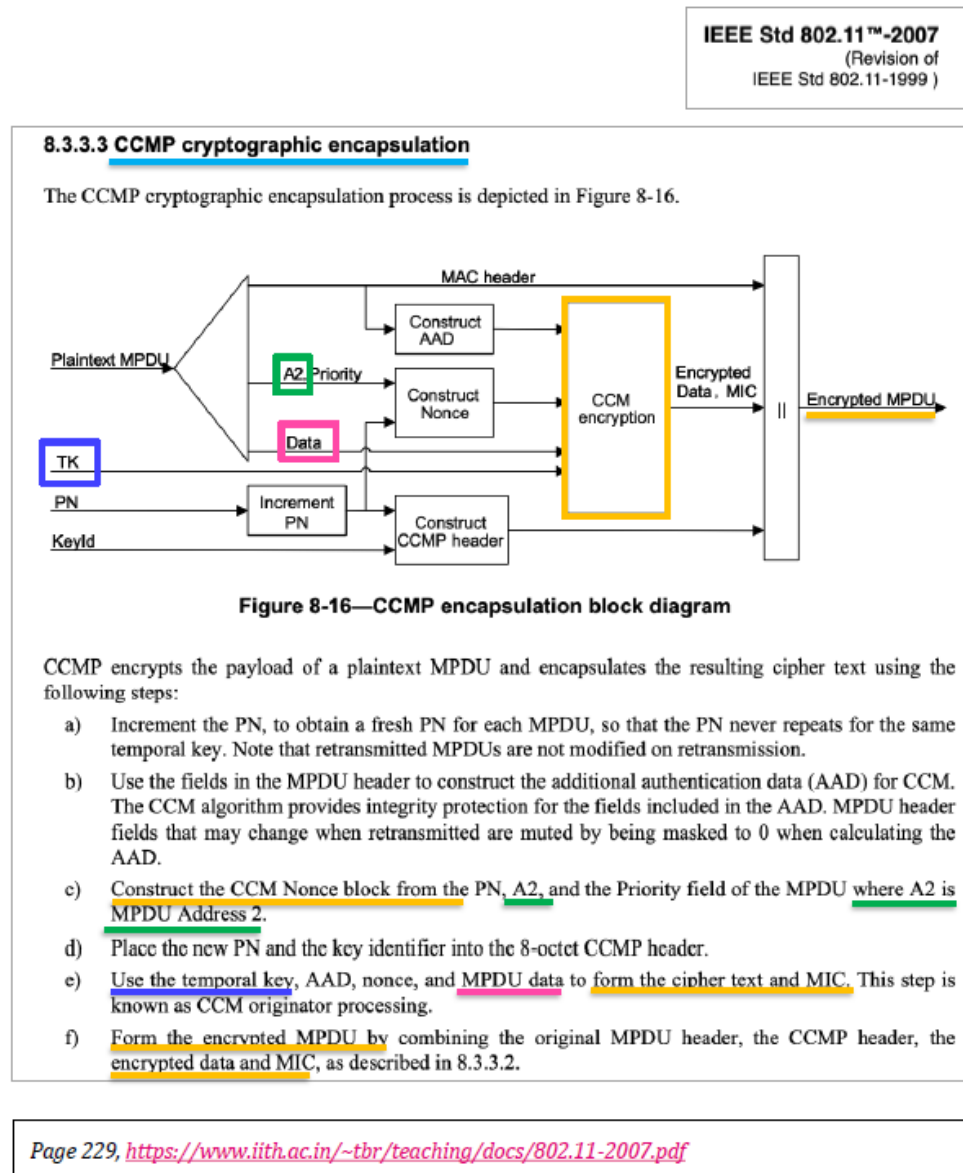 IEEE Std 802.11™-2007
(Revision of
IEEE Std 802.11-1999 )
8.3.3.3 CCMP cryptographic encapsulation
The CCMP cryptographic encapsulation process is depicted in Figure 8-16.
MAC header
Construct
AAD
Plaintext MPDU
A2,Priority
Construct
Nonce
CCM
encryption
Encrypted
Data, MIC
||
Encrypted MPDU
Data
TK
PN
Increment
PN
KeyId
Construct
CCMP header
Figure 8-16—CCMP encapsulation block diagram
CCMP encrypts the payload of a plaintext MPDU and encapsulates the resulting cipher text using the
following steps:
a) Increment the PN, to obtain a fresh PN for each MPDU, so that the PN never repeats for the same
temporal key. Note that retransmitted MPDUs are not modified on retransmission.
b) Use the fields in the MPDU header to construct the additional authentication data (AAD) for CCM.
The CCM algorithm provides integrity protection for the fields included in the AAD. MPDU header
fields that may change when retransmitted are muted by being masked to 0 when calculating the
AAD.
c) Construct the CCM Nonce block from the PN, A2, and the Priority field of the MPDU where A2 is
MPDU Address 2.
d) Place the new PN and the key identifier into the 8-octet CCMP header.
e) Use the temporal key, AAD, nonce, and MPDU data to form the cipher text and MIC. This step is
known as CCM originator processing.
f) Form the encrypted MPDU by combining the original MPDU header, the CCMP header, the
encrypted data and MIC, as described in 8.3.3.2.
Page 229, https://www.iith.ac.in/~tbr/teaching/docs/802.11-2007.pdf